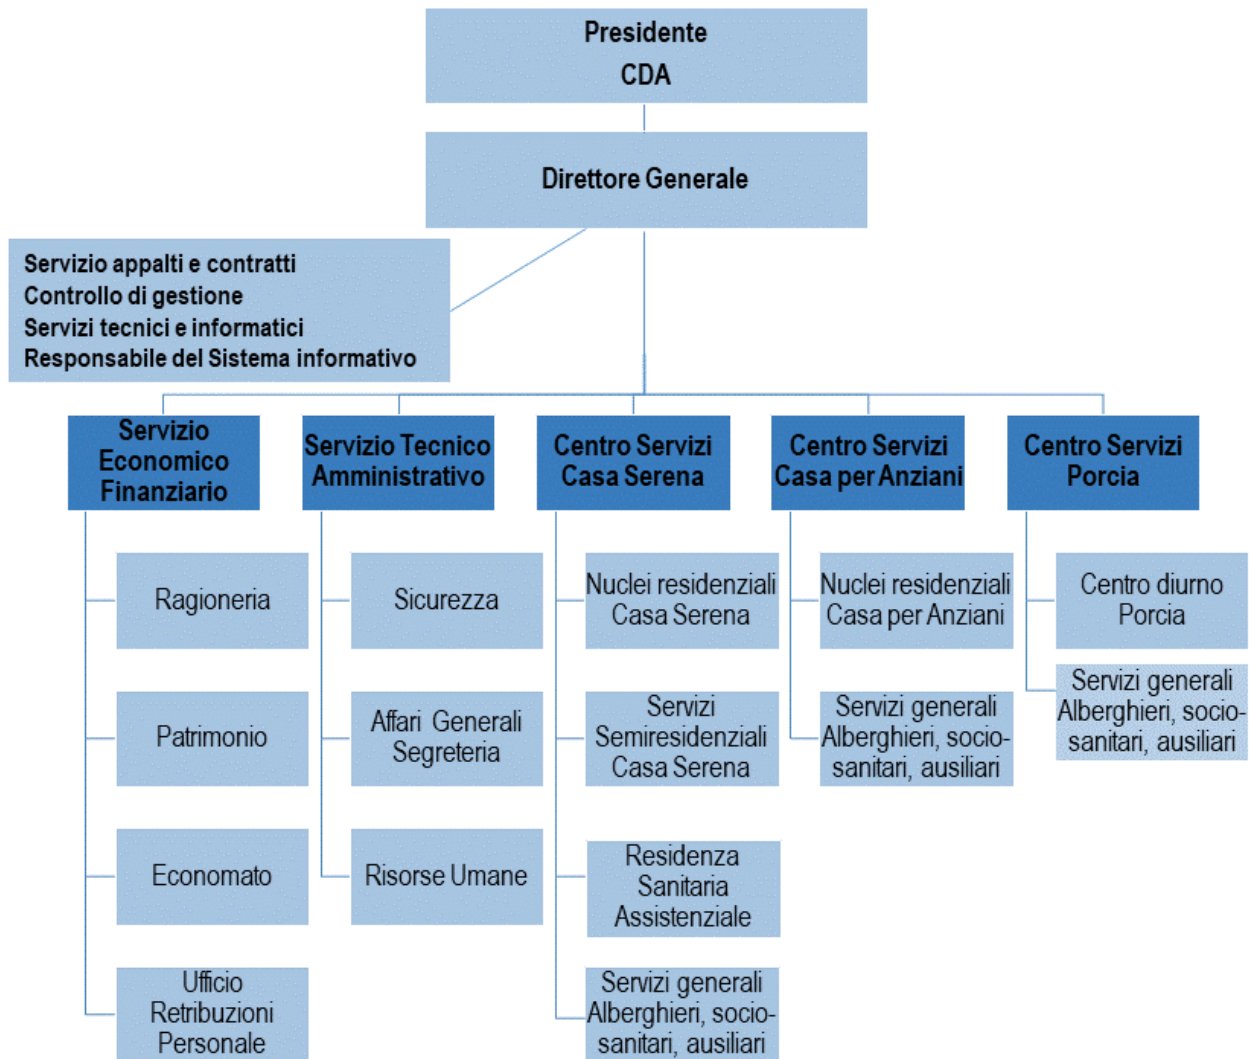 Presidente
CDA
Direttore Generale
Servizio appalti e contratti
Controllo di gestione
Servizi tecnici e informatici
Responsabile del Sistema informativo
Servizio
Economico
Finanziario
Servizio Tecnico
Amministrativo
Centro Servizi
Casa Serena
Centro Servizi
Casa per Anziani
Centro Servizi
Porcia
Ragioneria
Patrimonio
Economato
Ufficio
Retribuzioni
Personale
Sicurezza
Affari Generali
Segreteria
Risorse Umane
Nuclei residenziali
Casa Serena
Servizi
Semiresidenziali
Casa Serena
Residenza
Sanitaria
Assistenziale
Servizi generali
Alberghieri, socio-
sanitari, ausiliari
Nuclei residenziali
Casa per Anziani
Servizi generali
Alberghieri, socio-
sanitari, ausiliari
Centro diurno
Porcia
Servizi generali
Alberghieri, socio-
sanitari, ausiliari